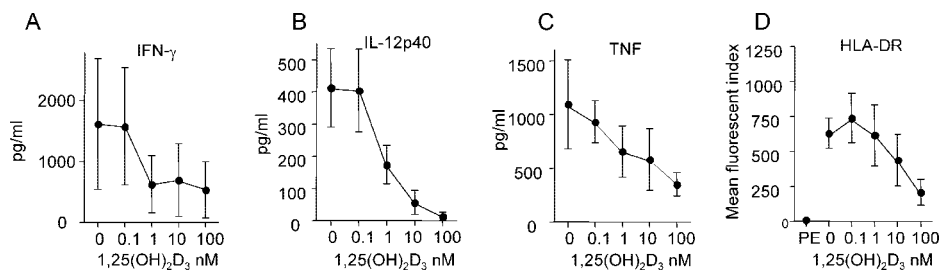 A
IFN-γ
pg/ml
2000
1000
0
0 0.1 1 10 100
1,25(OH)₂D₃ nM
B
IL-12p40
pg/ml
400
300
200
100
0
0 0.1 1 10 100
1,25(OH)₂D₃ nM
C
TNF
pg/ml
1500
1000
500
0
0 0.1 1 10 100
1,25(OH)₂D₃ nM
D
HLA-DR
Mean fluorescent index
1250
1000
750
500
250
0
PE 0 0.1 1 10 100
1,25(OH)₂D₃ nM